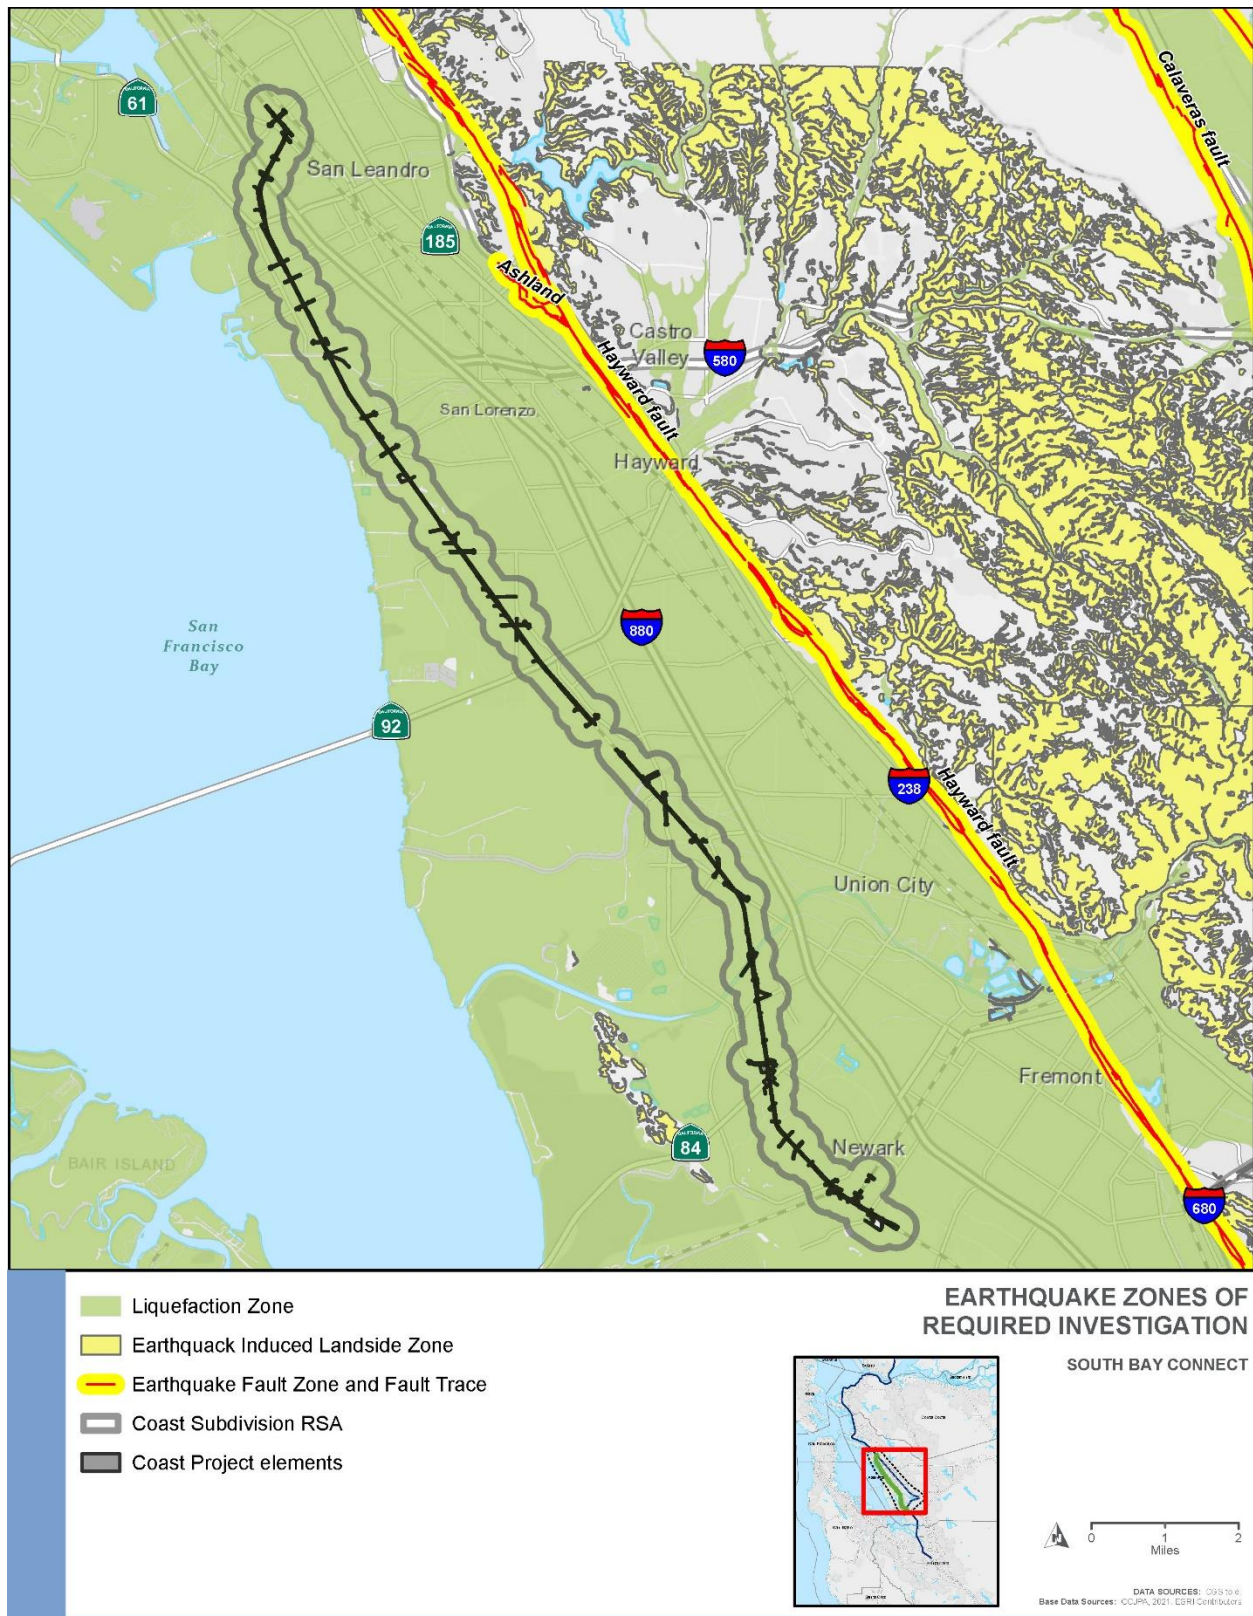 61
San Leandro
185
Calaveras fault
Ashland
Castro
Valley
580
Hayward fault
San Lorenzo
Hayward
San
Francisco
Bay
880
92
238
Hayward fault
Union City
Fremont
BAIR ISLAND
84
Newark
680
Liquefaction Zone
Earthquack Induced Landside Zone
Earthquake Fault Zone and Fault Trace
Coast Subdivision RSA
Coast Project elements
EARTHQUAKE ZONES OF
REQUIRED INVESTIGATION
SOUTH BAY CONNECT
N
0 1 2
Miles
DATA SOURCES:
Base Data Sources: CCJPA, 2021, ESRI Contributors